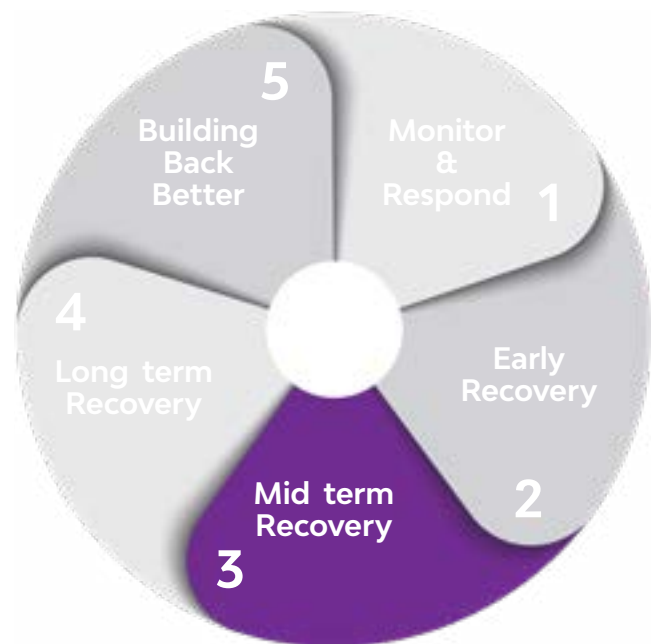 Monitor
&
Respond
1
Early
Recovery
2
Mid term
Recovery
3
4
Long term
Recovery
5
Building
Back
Better